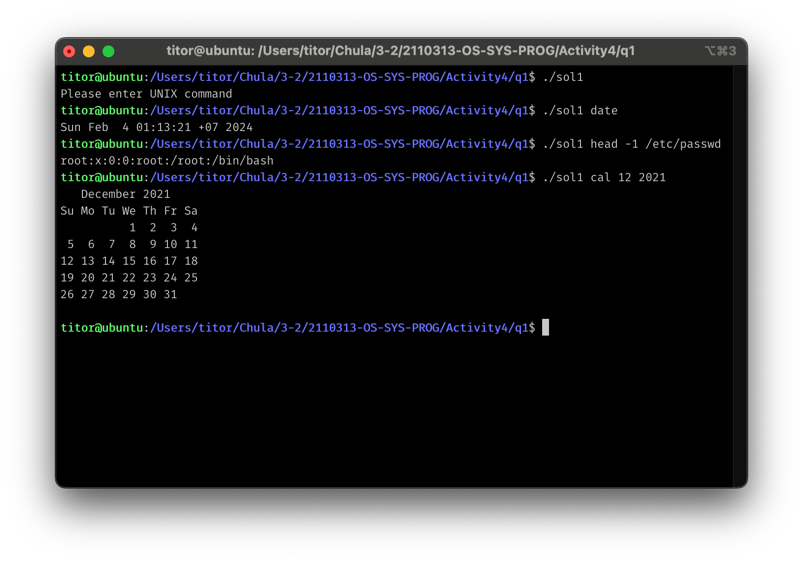 titor@ubuntu: /Users/titor/Chula/3-2/2110313-OS-SYS-PROG/Activity4/q1
⌥⌘3
titor@ubuntu:/Users/titor/Chula/3-2/2110313-OS-SYS-PROG/Activity4/q1$ ./sol1
Please enter UNIX command
titor@ubuntu:/Users/titor/Chula/3-2/2110313-OS-SYS-PROG/Activity4/q1$ ./sol1 date
Sun Feb  4 01:13:21 +07 2024
titor@ubuntu:/Users/titor/Chula/3-2/2110313-OS-SYS-PROG/Activity4/q1$ ./sol1 head -1 /etc/passwd
root:x:0:0:root:/root:/bin/bash
titor@ubuntu:/Users/titor/Chula/3-2/2110313-OS-SYS-PROG/Activity4/q1$ ./sol1 cal 12 2021
   December 2021
Su Mo Tu We Th Fr Sa
          1  2  3  4
 5  6  7  8  9 10 11
12 13 14 15 16 17 18
19 20 21 22 23 24 25
26 27 28 29 30 31
titor@ubuntu:/Users/titor/Chula/3-2/2110313-OS-SYS-PROG/Activity4/q1$